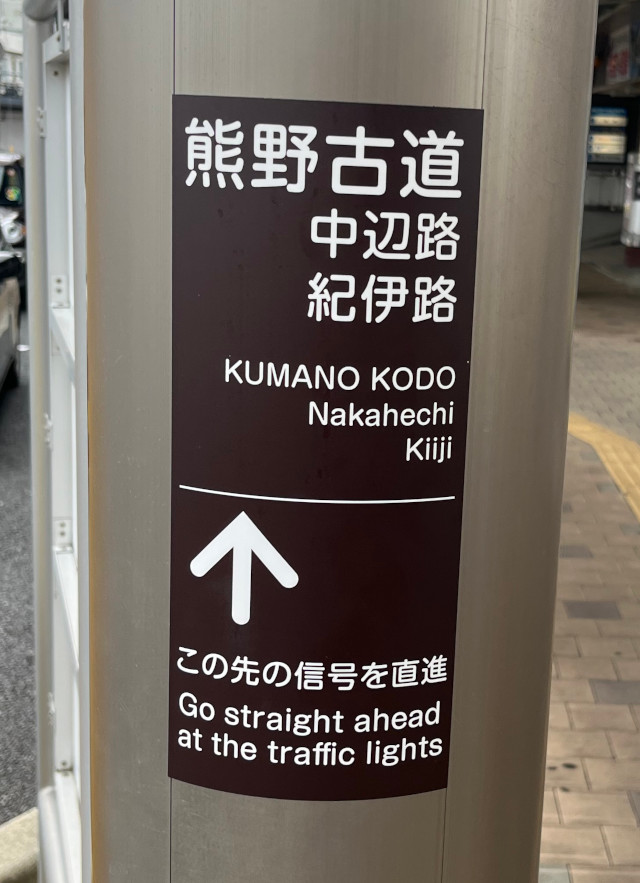 熊野古道
中辺路
紀伊路
KUMANO KODO
Nakahechi
Kiiji
この先の信号を直進
Go straight ahead
at the traffic lights